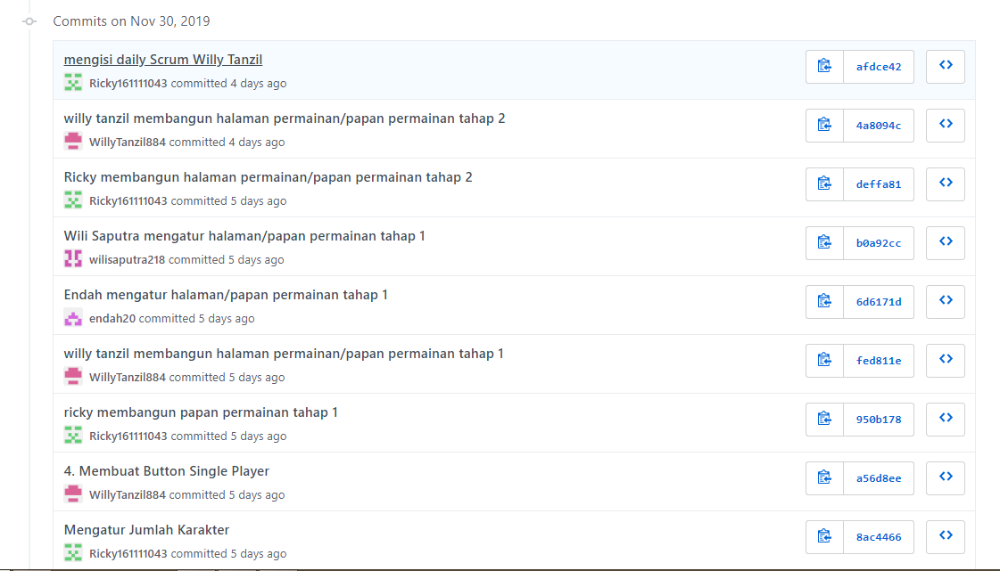 Commits on Nov 30, 2019
mengisi daily Scrum Willy Tanzil
afdce42
Ricky161111043 committed 4 days ago
willy tanzil membangun halaman permainan/papan permainan tahap 2
4a8094c
WillyTanzil884 committed 4 days ago
Ricky membangun halaman permainan/papan permainan tahap 2
deffa81
Ricky161111043 committed 5 days ago
Wili Saputra mengatur halaman/papan permainan tahap 1
b0a92cc
wilisaputra218 committed 5 days ago
Endah mengatur halaman/papan permainan tahap 1
6d6171d
endah20 committed 5 days ago
willy tanzil membangun halaman permainan/papan permainan tahap 1
fed811e
WillyTanzil884 committed 5 days ago
ricky membangun papan permainan tahap 1
950b178
Ricky161111043 committed 5 days ago
4. Membuat Button Single Player
a56d8ee
WillyTanzil884 committed 5 days ago
Mengatur Jumlah Karakter
8ac4466
Ricky161111043 committed 5 days ago